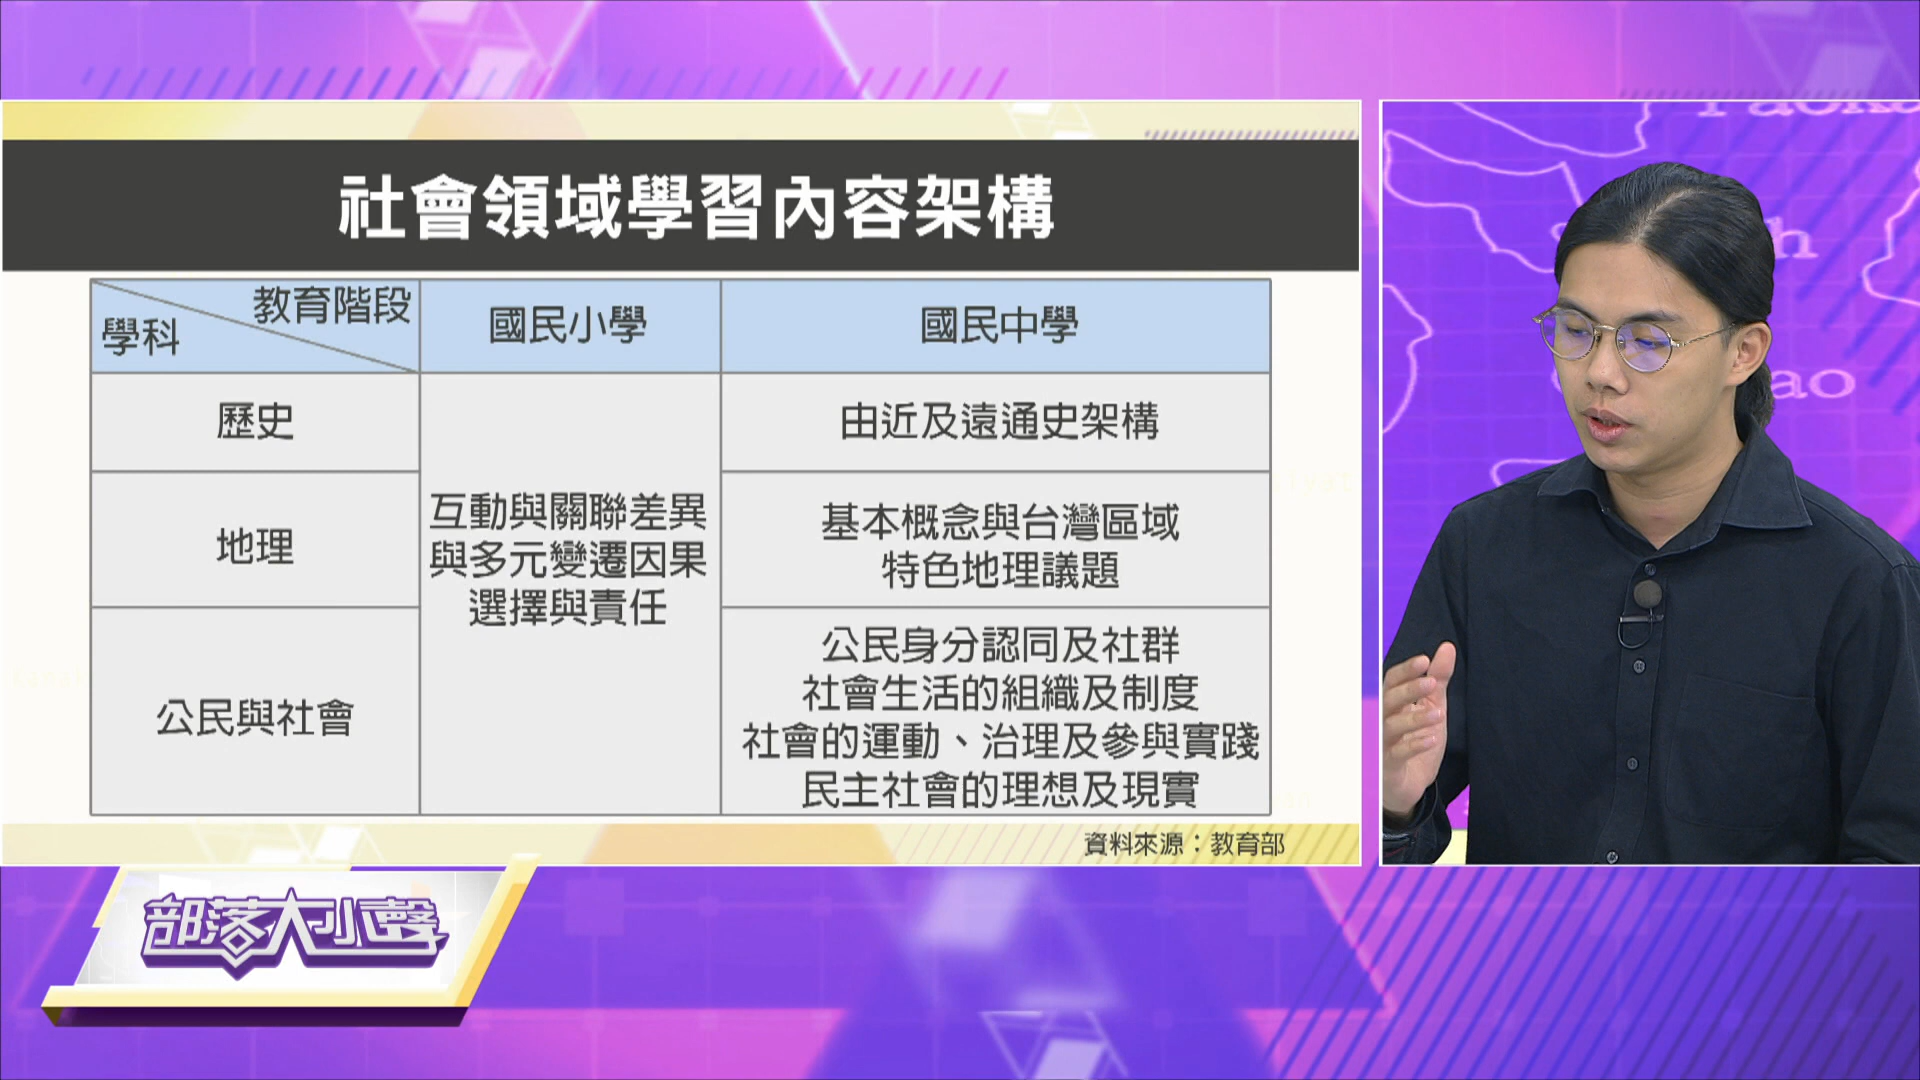 社會領域學習內容架構
教育階段
學科
國民小學
國民中學
歷史
由近及遠通史架構
地理
互動與關聯差異
與多元變遷因果
選擇與責任
基本概念與台灣區域
特色地理議題
公民與社會
公民身分認同及社群
社會生活的組織及制度
社會的運動、治理及參與實踐
民主社會的理想及現實
資料來源：教育部
部落大小聲